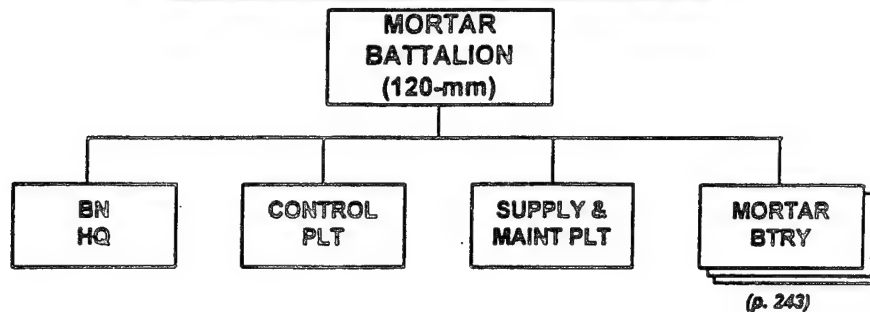 MORTAR
BATTALION
(120-mm)
BN
HQ
CONTROL
PLT
SUPPLY &
MAINT PLT
MORTAR
BTRY
(p. 243)